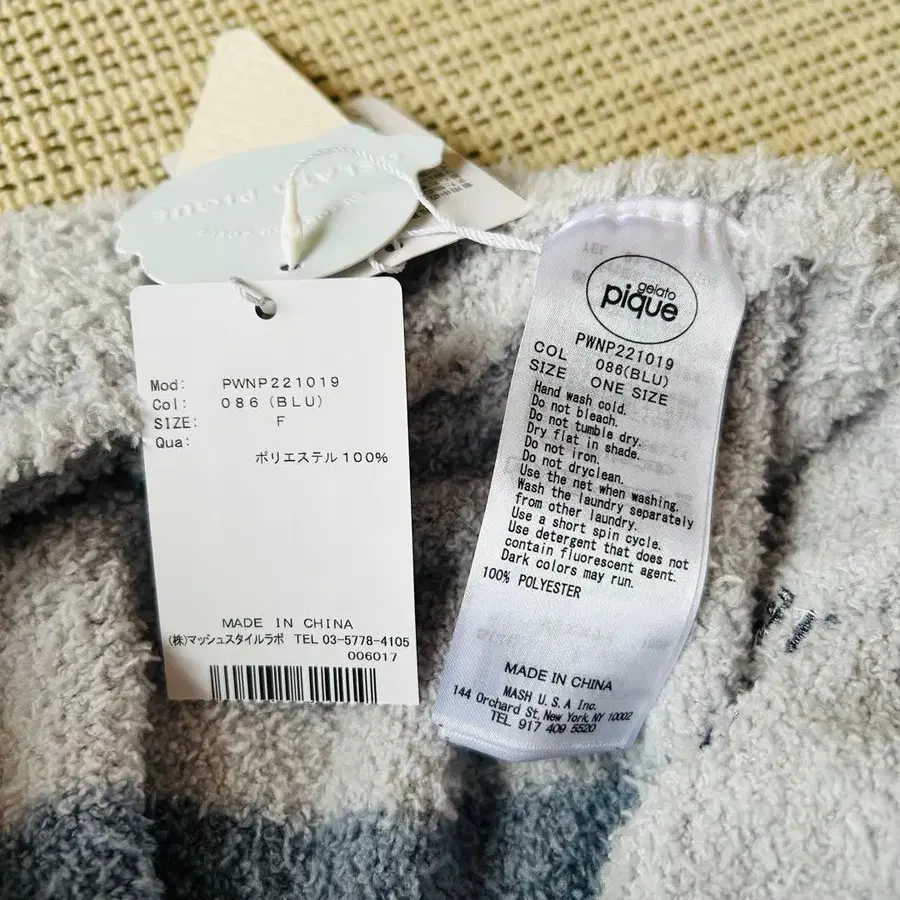 GELATO PIQUE
Mod: PWNP221019
Col: 086 (BLU)
SIZE: F
Qua:
ポリエステル 100%
MADE IN CHINA
(株)マッシュスタイルラボ TEL 03-5778-4105
006017
gelato
pique
PWNP221019
COL 086(BLU)
SIZE ONE SIZE
Hand wash cold.
Do not bleach.
Do not tumble dry.
Dry flat in shade.
Do not iron.
Do not dryclean.
Use the net when washing.
Wash the laundry separately
from other laundry.
Use a short spin cycle.
Use detergent that does not
contain fluorescent agent.
Dark colors may run.
100% POLYESTER
MADE IN CHINA
MASH U.S.A Inc.
144 Orchard St, New York, NY 10002
TEL 917 409 5520